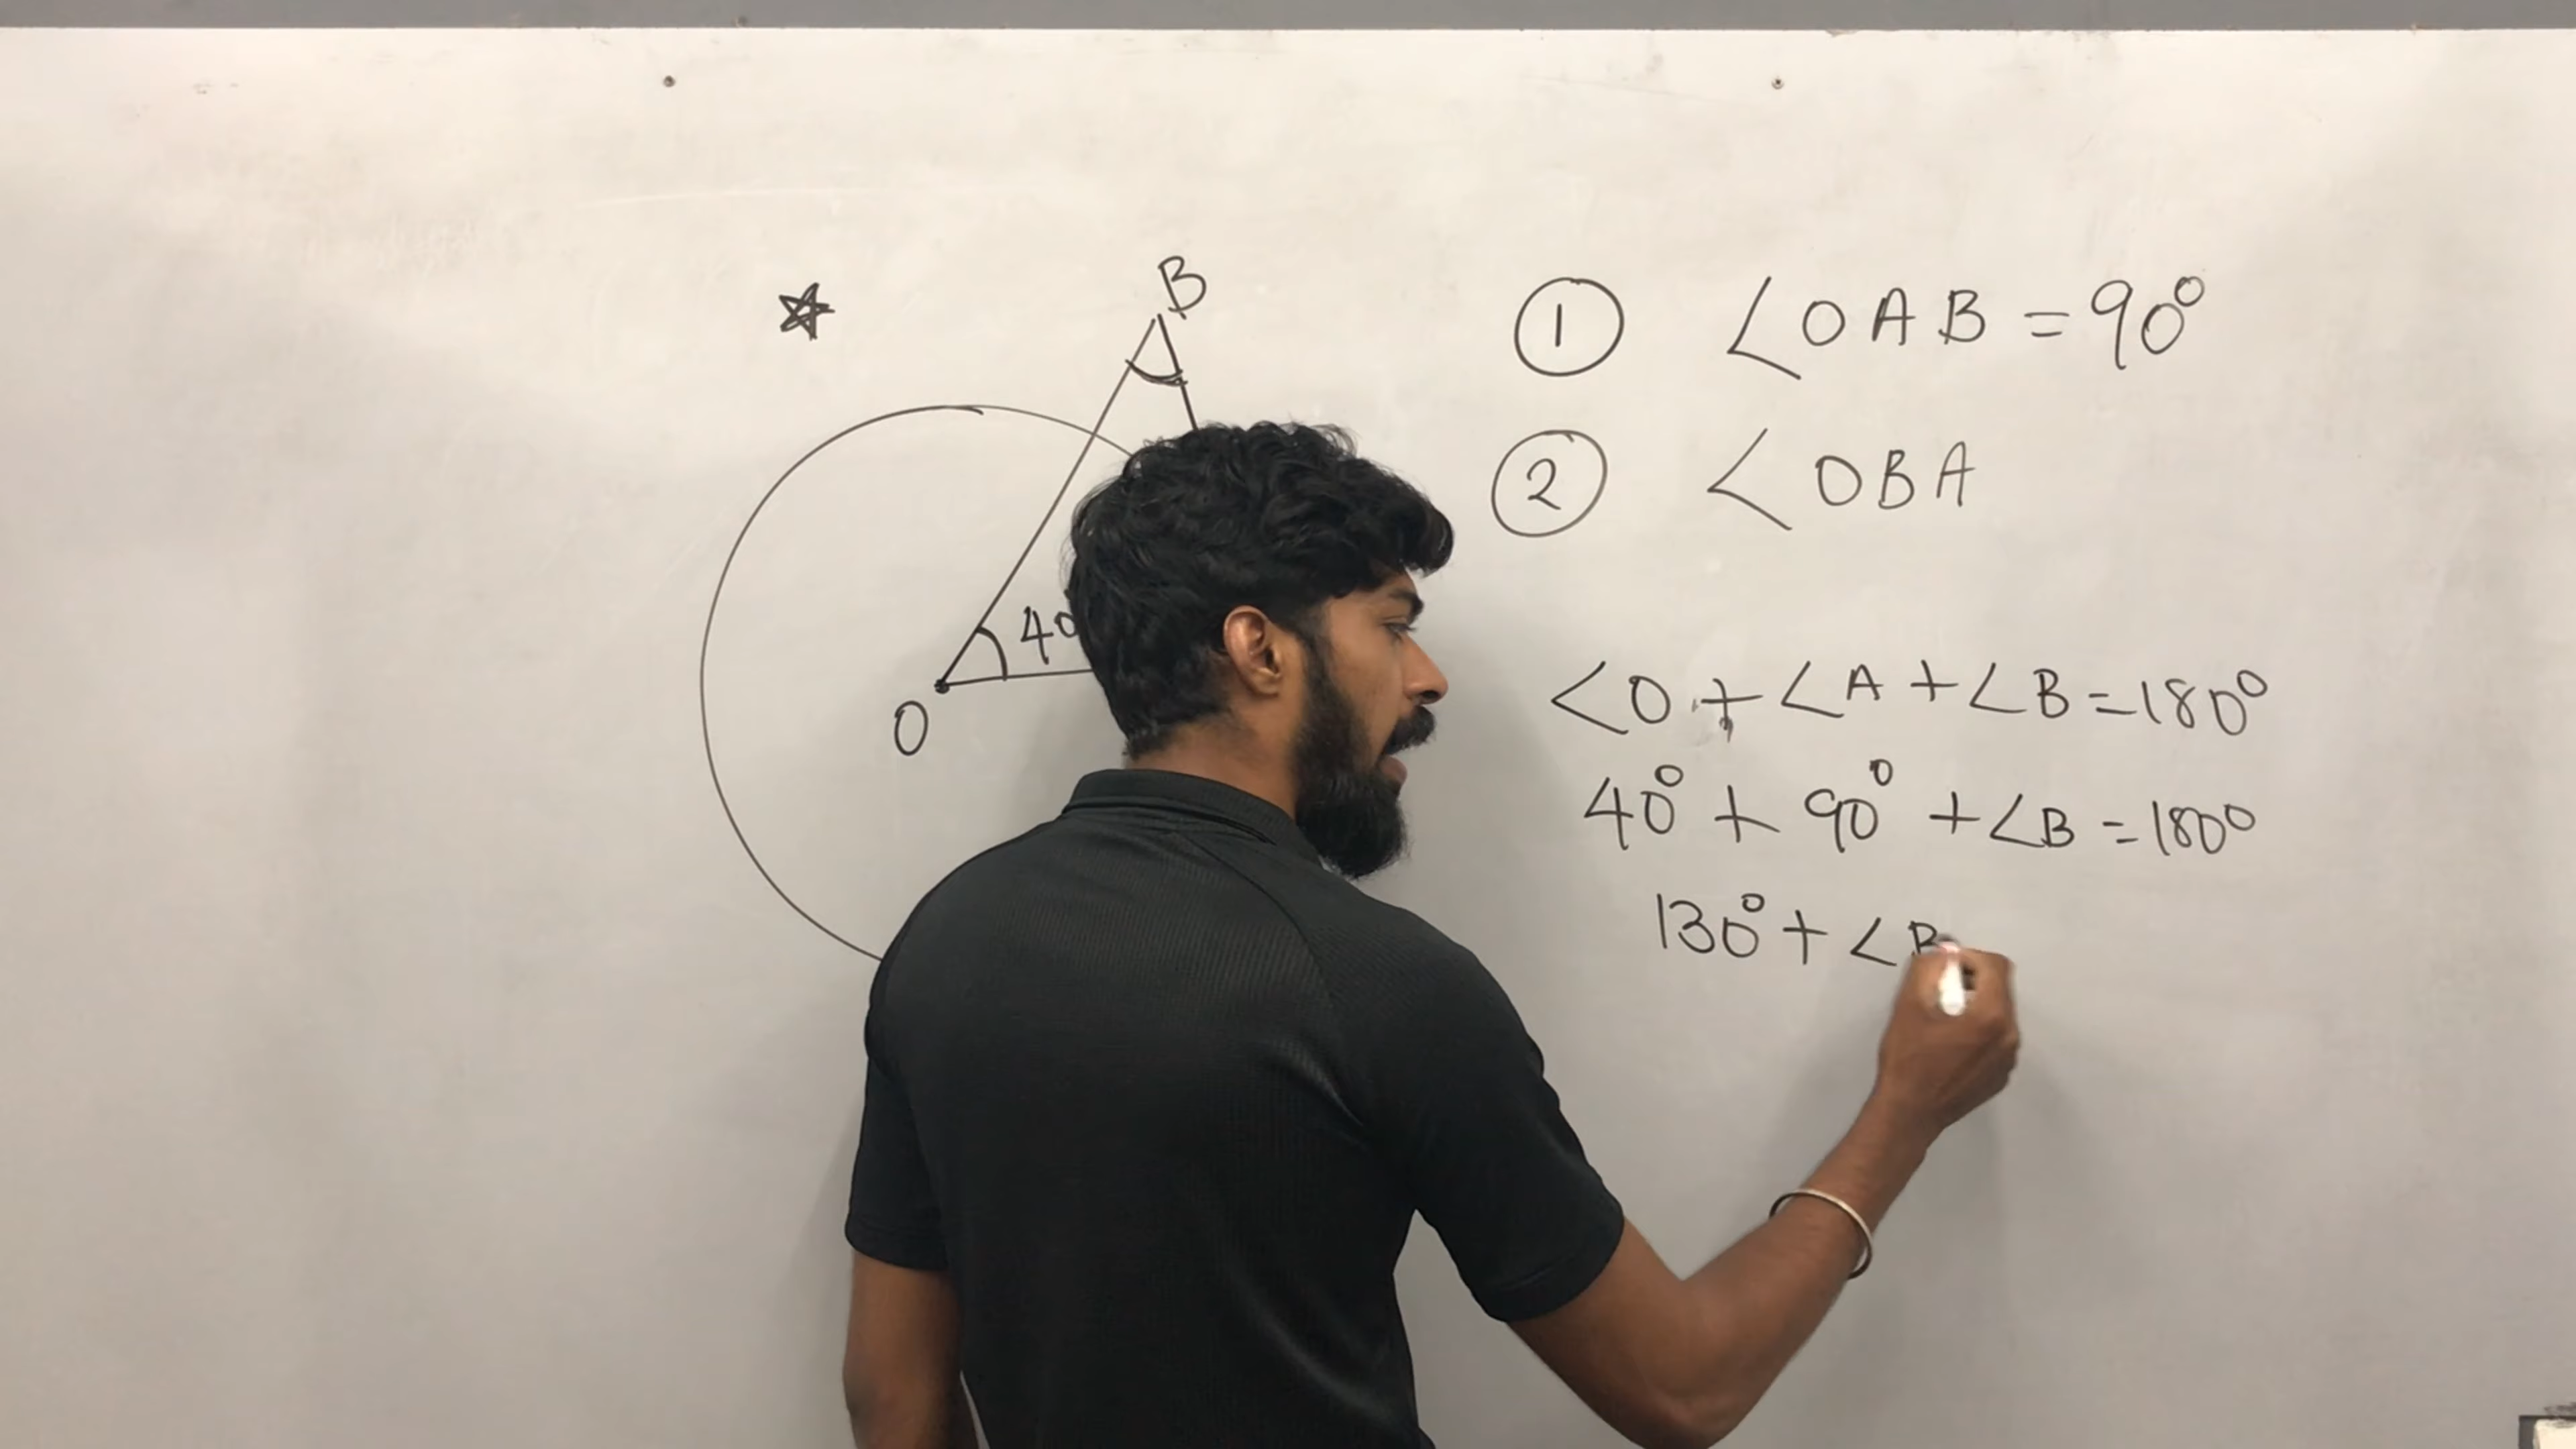 B
40
O
① ∠OAB = 90°
② ∠OBA
∠O + ∠A + ∠B = 180°
40° + 90° + ∠B = 180°
130° + ∠B